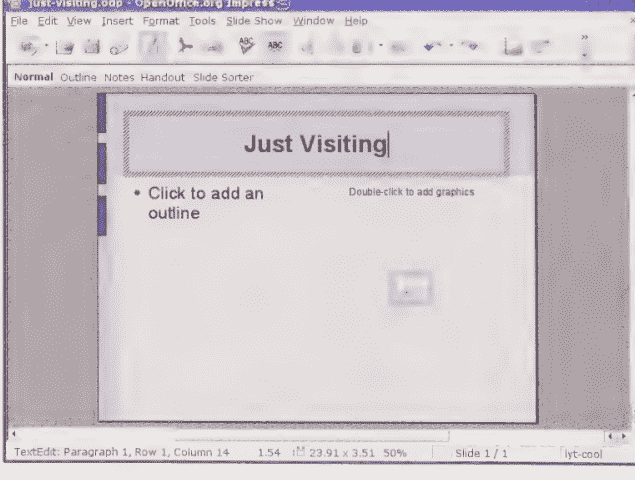 Just-Visiting.odp - OpenOffice.org Impress
File Edit View Insert Format Tools Slide Show Window Help
ABC ABC
Normal Outline Notes Handout Slide Sorter
Just Visiting
• Click to add an
outline
Double-click to add graphics
TextEdit: Paragraph 1, Row 1, Column 14 1.54 23.91 x 3.51 50% Slide 1 / 1 lyt-cool